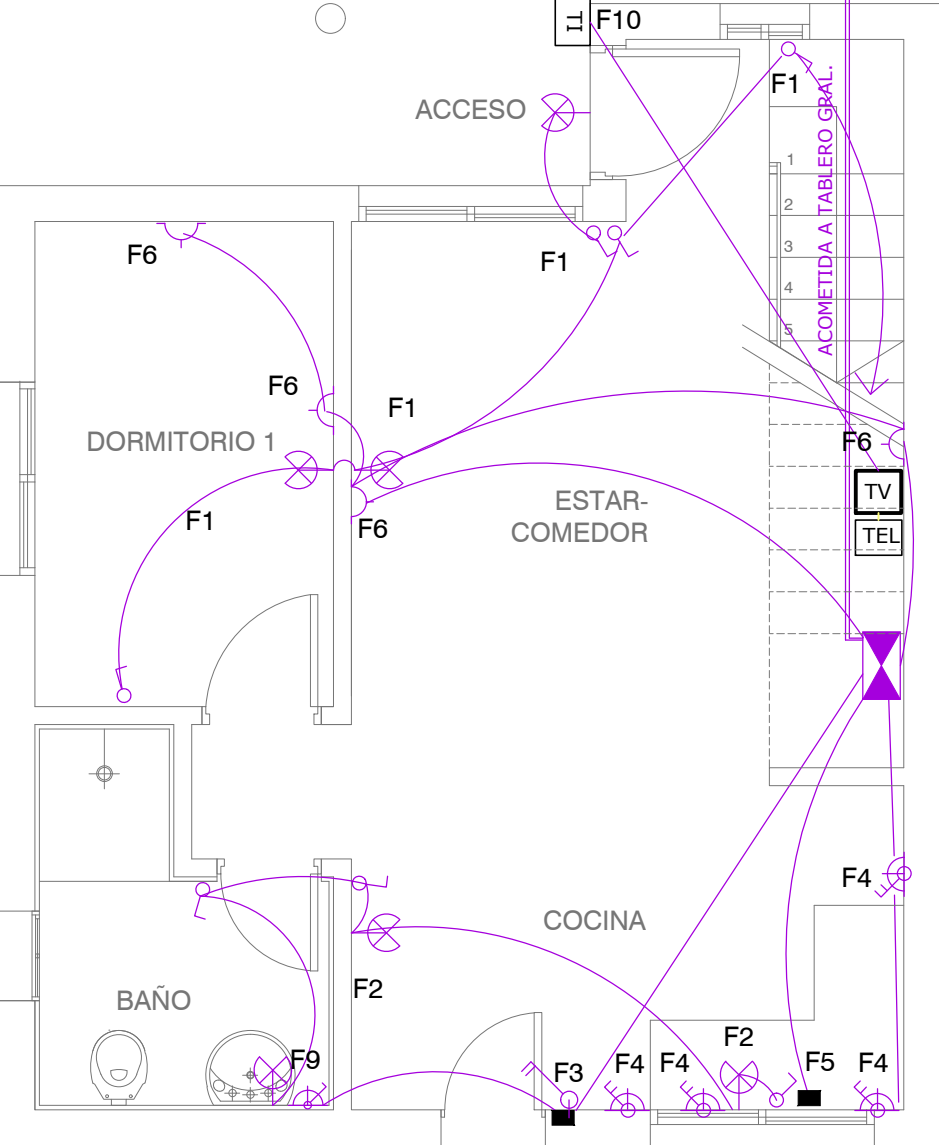 TI
F10
F1
ACCESO
ACOMETIDA A TABLERO GRAL.
1
2
F6
F1
3
4
5
F6
F1
DORMITORIO 1
F6
TV
ESTAR-
COMEDOR
F1
F6
TEL
F4
COCINA
F2
BAÑO
F9
F3
F4
F4
F2
F5
F4